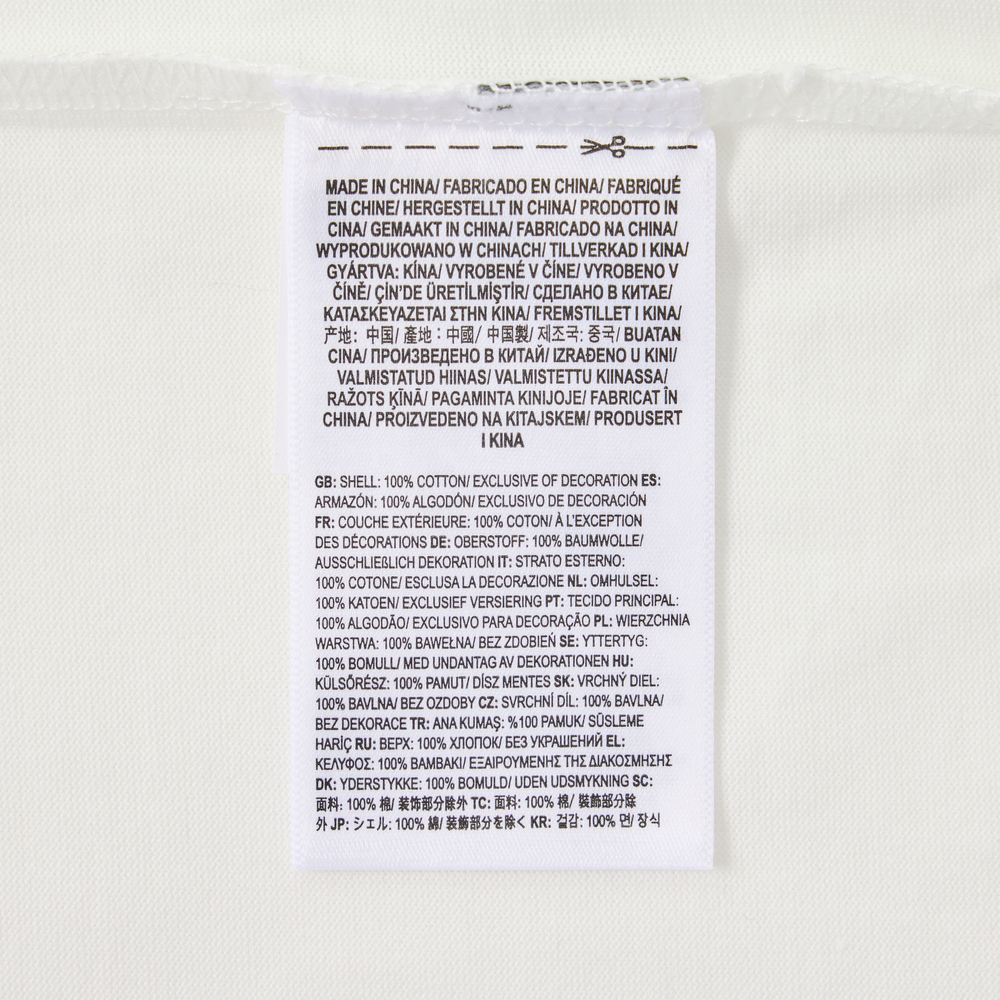 MADE IN CHINA/ FABRICADO EN CHINA/ FABRIQUÉ
EN CHINE/ HERGESTELLT IN CHINA/ PRODOTTO IN
CINA/ GEMAAKT IN CHINA/ FABRICADO NA CHINA/
WYPRODUKOWANO W CHINACH/ TILLVERKAD I KINA/
GYÁRTVA: KÍNA/ VYROBENÉ V ČÍNE/ VYROBENO V
ČÍNĚ/ ÇİN'DE ÜRETİLMİŞTİR/ СДЕЛАНО В КИТАЕ/
ΚΑΤΑΣΚΕΥΑΖΕΤΑΙ ΣΤΗΝ ΚΙΝΑ/ FREMSTILLET I KINA/
产地: 中国/ 產地：中國/ 中国製/ 제조국: 중국/ BUATAN
CINA/ ПРОИЗВЕДЕНО В КИТАЙ/ IZRAĐENO U KINI/
VALMISTATUD HIINAS/ VALMISTETTU KIINASSA/
RAŽOTS ĶĪNĀ/ PAGAMINTA KINIJOJE/ FABRICAT ÎN
CHINA/ PROIZVEDENO NA KITAJSKEM/ PRODUSERT
I KINA
GB: SHELL: 100% COTTON/ EXCLUSIVE OF DECORATION ES:
ARMAZÓN: 100% ALGODÓN/ EXCLUSIVO DE DECORACIÓN
FR: COUCHE EXTÉRIEURE: 100% COTON/ À L'EXCEPTION
DES DÉCORATIONS DE: OBERSTOFF: 100% BAUMWOLLE/
AUSSCHLIEßLICH DEKORATION IT: STRATO ESTERNO:
100% COTONE/ ESCLUSA LA DECORAZIONE NL: OMHULSEL:
100% KATOEN/ EXCLUSIEF VERSIERING PT: TECIDO PRINCIPAL:
100% ALGODÃO/ EXCLUSIVO PARA DECORAÇÃO PL: WIERZCHNIA
WARSTWA: 100% BAWEŁNA/ BEZ ZDOBIEŃ SE: YTTERTYG:
100% BOMULL/ MED UNDANTAG AV DEKORATIONEN HU:
KÜLSŐRÉSZ: 100% PAMUT/ DÍSZ MENTES SK: VRCHNÝ DIEL:
100% BAVLNA/ BEZ OZDOBY CZ: SVRCHNÍ DÍL: 100% BAVLNA/
BEZ DEKORACE TR: ANA KUMAŞ: %100 PAMUK/ SÜSLEME
HARİÇ RU: ВЕРХ: 100% ХЛОПОК/ БЕЗ УКРАШЕНИЙ EL:
ΚΕΛΥΦΟΣ: 100% ΒΑΜΒΑΚΙ/ ΕΞΑΙΡΟΥΜΕΝΗΣ ΤΗΣ ΔΙΑΚΟΣΜΗΣΗΣ
DK: YDERSTYKKE: 100% BOMULD/ UDEN UDSMYKNING SC:
面料: 100% 棉/ 装饰部分除外 TC: 面料: 100% 棉/ 裝飾部分除
外 JP: シェル: 100% 綿/ 装飾部分を除く KR: 겉감: 100% 면/ 장식